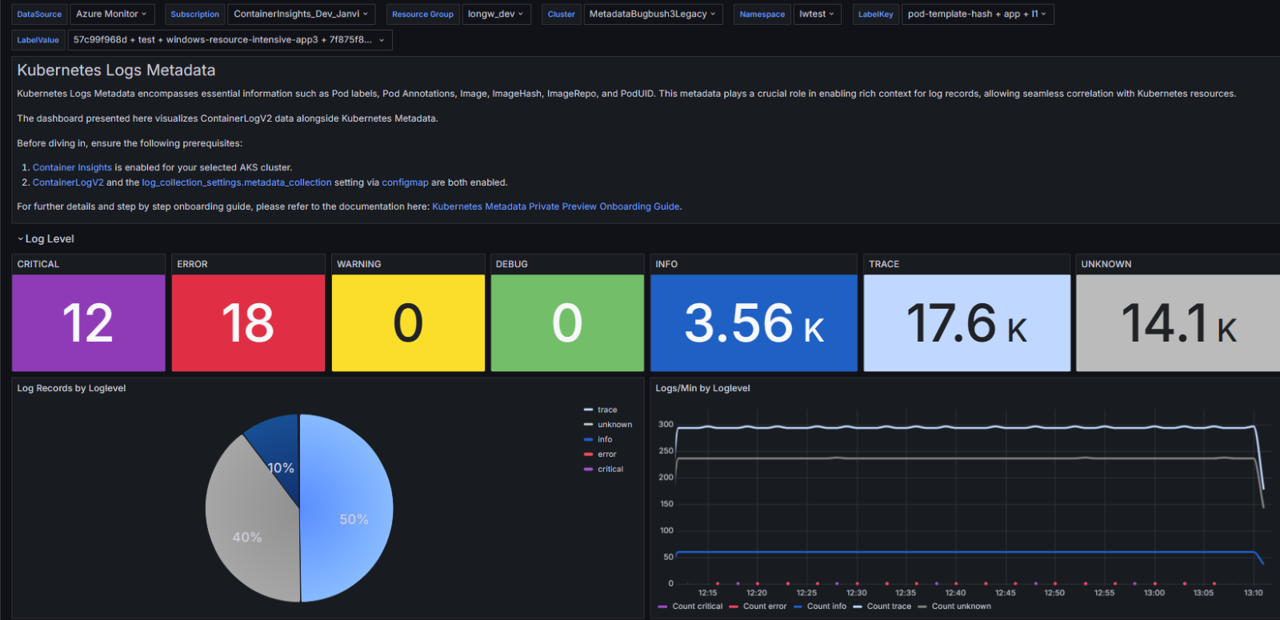 DataSource Azure Monitor Subscription ContainerInsights_Dev_Janvi Resource Group longw_dev Cluster MetadataBugbush3Legacy Namespace lwtest LabelKey pod-template-hash + app + l1
LabelValue 57c99f968d + test + windows-resource-intensive-app3 + 7f875f8...
Kubernetes Logs Metadata
Kubernetes Logs Metadata encompasses essential information such as Pod labels, Pod Annotations, Image, ImageHash, ImageRepo, and PodUID. This metadata plays a crucial role in enabling rich context for log records, allowing seamless correlation with Kubernetes resources.
The dashboard presented here visualizes ContainerLogV2 data alongside Kubernetes Metadata.
Before diving in, ensure the following prerequisites:
1. Container Insights is enabled for your selected AKS cluster.
2. ContainerLogV2 and the log_collection_settings.metadata_collection setting via configmap are both enabled.
For further details and step by step onboarding guide, please refer to the documentation here: Kubernetes Metadata Private Preview Onboarding Guide.
Log Level
CRITICAL ERROR WARNING DEBUG INFO TRACE UNKNOWN
12 18 0 0 3.56 K 17.6 K 14.1 K
Log Records by Loglevel
trace
unknown
info
error
critical
10%
50%
40%
Logs/Min by Loglevel
300
250
200
150
100
50
0
12:15 12:20 12:25 12:30 12:35 12:40 12:45 12:50 12:55 13:00 13:05 13:10
Count critical Count error Count info Count trace Count unknown